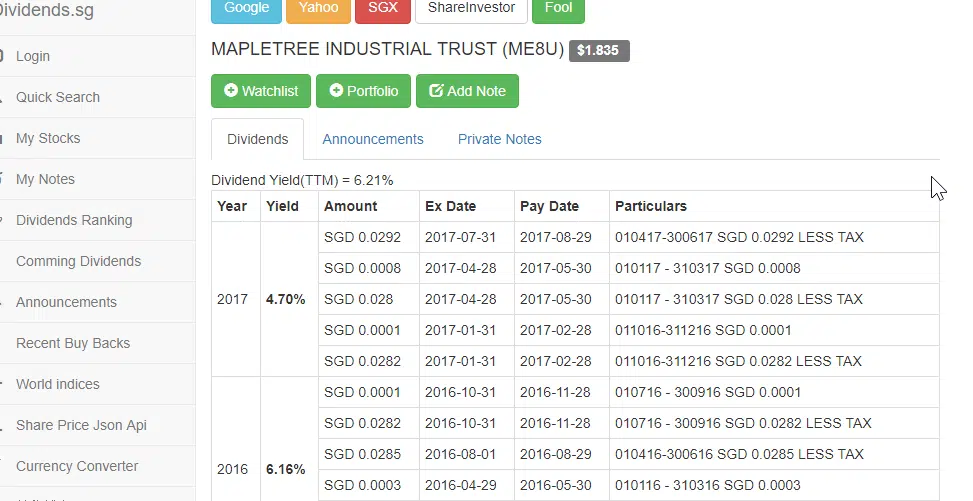 Dividends.sg
Google Yahoo SGX ShareInvestor Fool
MAPLETREE INDUSTRIAL TRUST (ME8U) $1.835
Watchlist Portfolio Add Note
Dividends Announcements Private Notes
Login
Quick Search
My Stocks
My Notes
Dividends Ranking
Comming Dividends
Announcements
Recent Buy Backs
World indices
Share Price Json Api
Currency Converter
Dividend Yield(TTM) = 6.21%
Year Yield Amount Ex Date Pay Date Particulars
2017 4.70%
SGD 0.0292 2017-07-31 2017-08-29 010417-300617 SGD 0.0292 LESS TAX
SGD 0.0008 2017-04-28 2017-05-30 010117 - 310317 SGD 0.0008
SGD 0.028 2017-04-28 2017-05-30 010117 - 310317 SGD 0.028 LESS TAX
SGD 0.0001 2017-01-31 2017-02-28 011016-311216 SGD 0.0001
SGD 0.0282 2017-01-31 2017-02-28 011016-311216 SGD 0.0282 LESS TAX
2016 6.16%
SGD 0.0001 2016-10-31 2016-11-28 010716 - 300916 SGD 0.0001
SGD 0.0282 2016-10-31 2016-11-28 010716 - 300916 SGD 0.0282 LESS TAX
SGD 0.0285 2016-08-01 2016-08-29 010416-300616 SGD 0.0285 LESS TAX
SGD 0.0003 2016-04-29 2016-05-30 010116 - 310316 SGD 0.0003